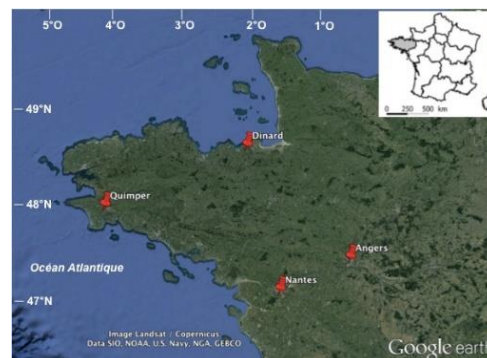 5°O 4°O 2°O 1°O
49°N
Dinard
48°N
Quimper
Angers
Océan Atlantique
Nantes
47°N
0 250 500 km
Image Landsat / Copernicus
Data SIO, NOAA, U.S. Navy, NGA, GEBCO
Google earth